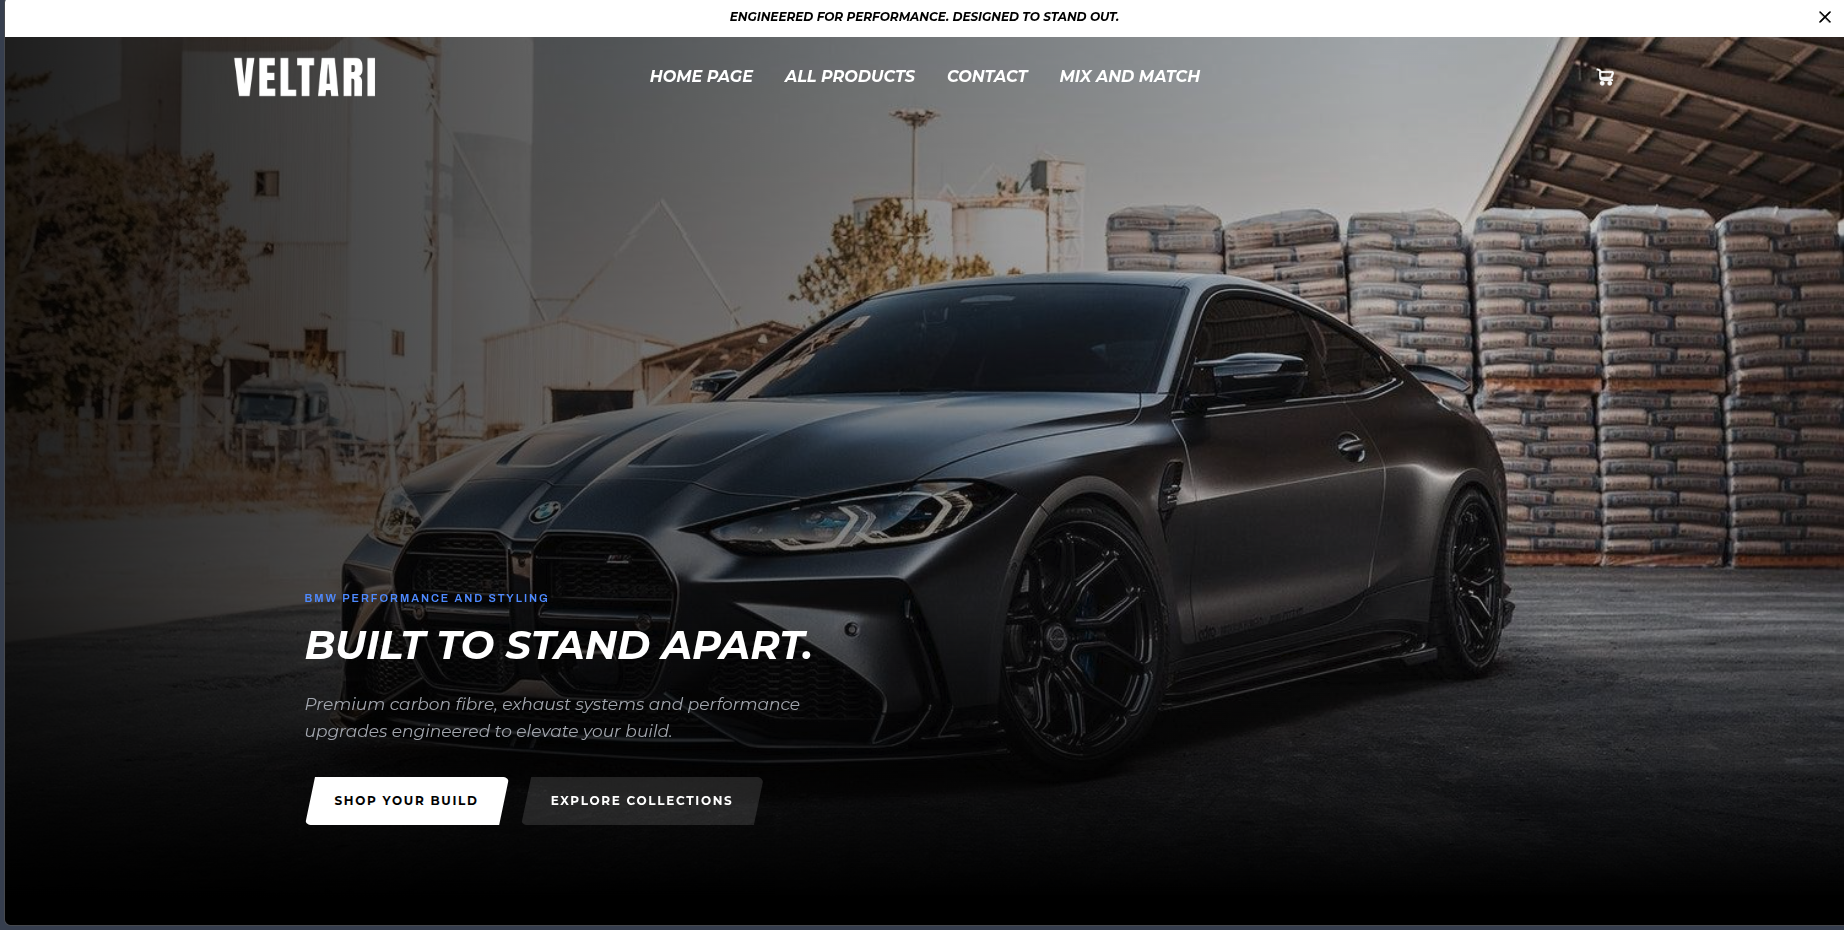 ENGINEERED FOR PERFORMANCE. DESIGNED TO STAND OUT.
VELTARI
HOME PAGE ALL PRODUCTS CONTACT MIX AND MATCH
BMW PERFORMANCE AND STYLING
BUILT TO STAND APART.
Premium carbon fibre, exhaust systems and performance
upgrades engineered to elevate your build.
SHOP YOUR BUILD EXPLORE COLLECTIONS